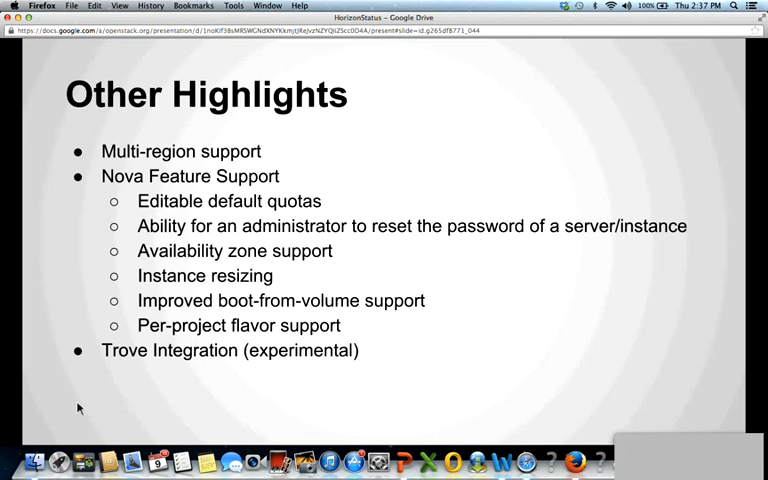 Firefox File Edit View History Bookmarks Tools Window Help 100% Thu 2:37 PM
HorizonStatus – Google Drive
Other Highlights
● Multi-region support
● Nova Feature Support
○ Editable default quotas
○ Ability for an administrator to reset the password of a server/instance
○ Availability zone support
○ Instance resizing
○ Improved boot-from-volume support
○ Per-project flavor support
● Trove Integration (experimental)